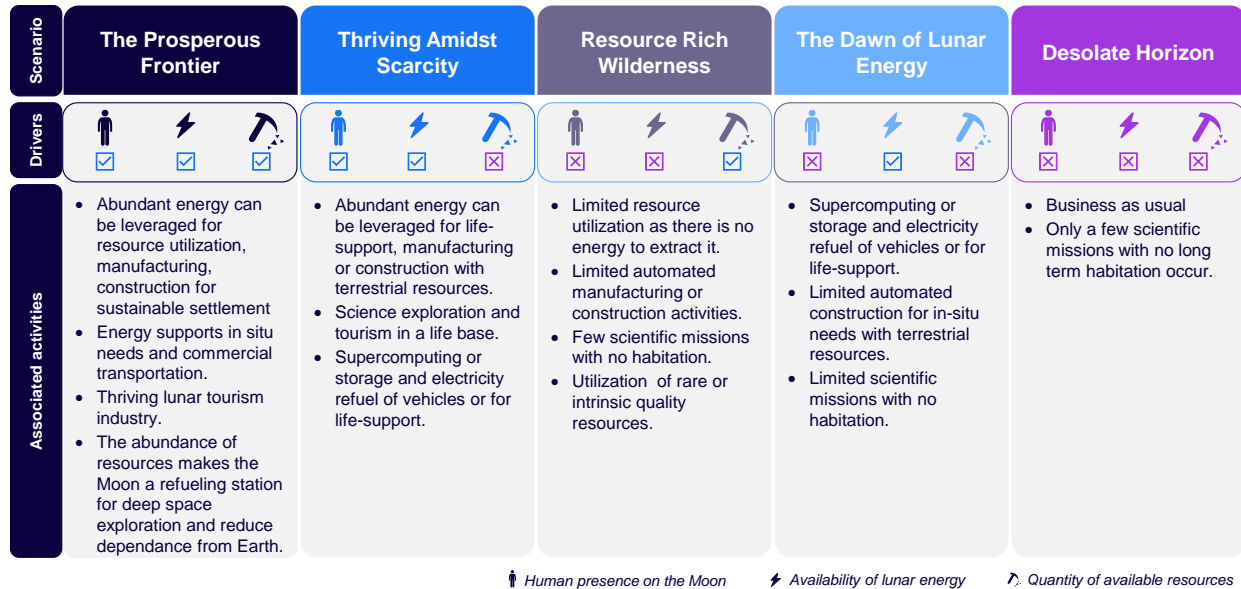 Scenario
The Prosperous
Frontier
Thriving Amidst
Scarcity
Resource Rich
Wilderness
The Dawn of Lunar
Energy
Desolate Horizon
Drivers
Associated activities
• Abundant energy can
be leveraged for
resource utilization,
manufacturing,
construction for
sustainable settlement
• Energy supports in situ
needs and commercial
transportation.
• Thriving lunar tourism
industry.
• The abundance of
resources makes the
Moon a refueling station
for deep space
exploration and reduce
dependance from Earth.
• Abundant energy can
be leveraged for life-
support, manufacturing
or construction with
terrestrial resources.
• Science exploration and
tourism in a life base.
• Supercomputing or
storage and electricity
refuel of vehicles or for
life-support.
• Limited resource
utilization as there is no
energy to extract it.
• Limited automated
manufacturing or
construction activities.
• Few scientific missions
with no habitation.
• Utilization of rare or
intrinsic quality
resources.
• Supercomputing or
storage and electricity
refuel of vehicles or for
life-support.
• Limited automated
construction for in-situ
needs with terrestrial
resources.
• Limited scientific
missions with no
habitation.
• Business as usual
• Only a few scientific
missions with no long
term habitation occur.
Human presence on the Moon
Availability of lunar energy
Quantity of available resources